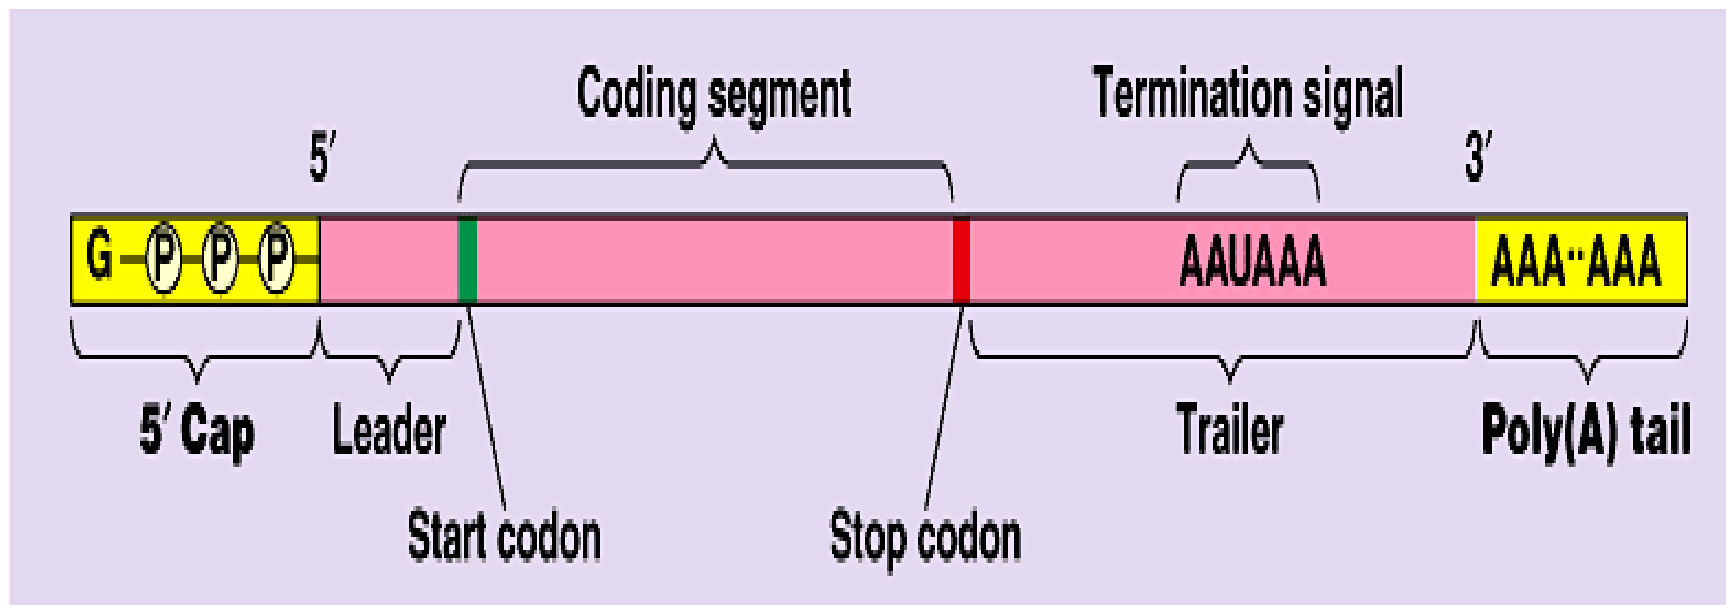 Coding segment
Termination signal
5′
3′
G P P P
AAUAAA
AAA··AAA
5′ Cap
Leader
Trailer
Poly(A) tail
Start codon
Stop codon